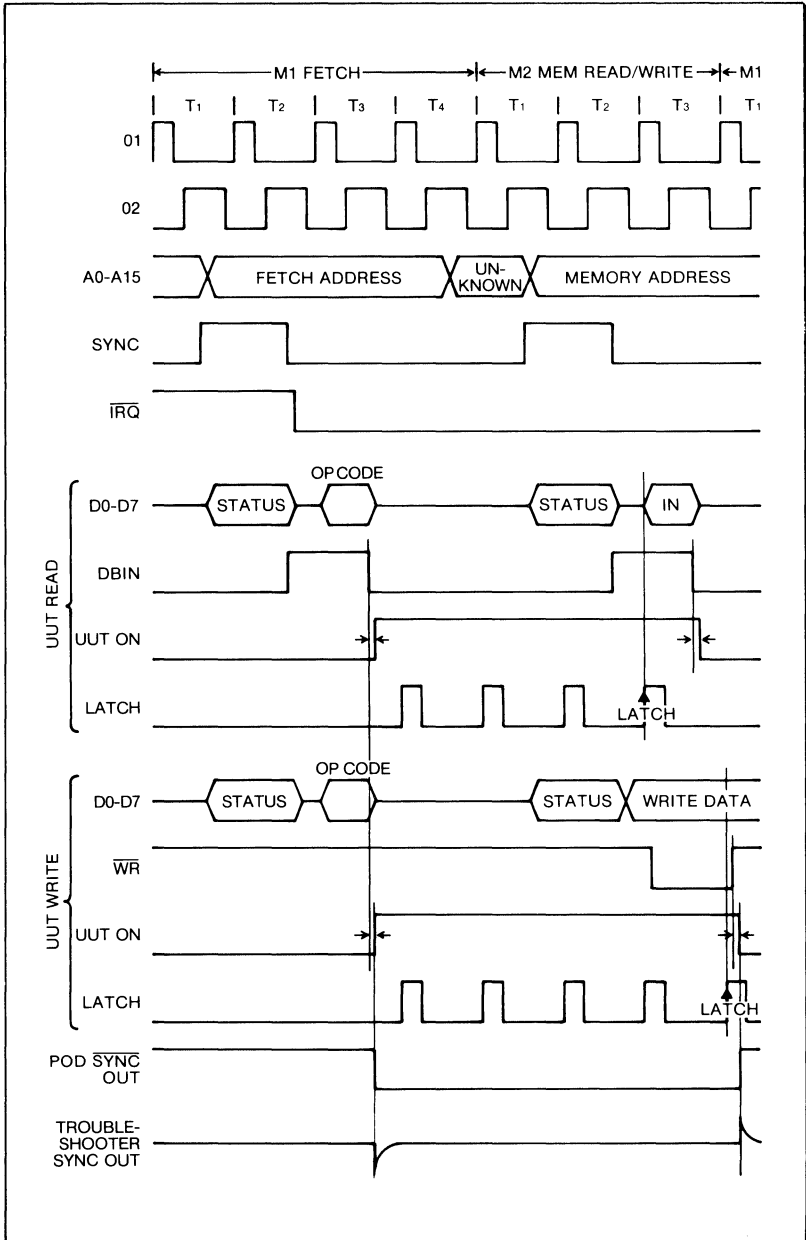 M1 FETCH M2 MEM READ/WRITE M1
T1 T2 T3 T4 T1 T2 T3 T1
01
02
A0-A15 FETCH ADDRESS UN-KNOWN MEMORY ADDRESS
SYNC
IRQ
UUT READ
OP CODE
D0-D7 STATUS STATUS IN
DBIN
UUT ON
LATCH
LATCH
UUT WRITE
OP CODE
D0-D7 STATUS STATUS WRITE DATA
WR
UUT ON
LATCH
LATCH
POD SYNC
OUT
TROUBLE-
SHOOTER
SYNC OUT